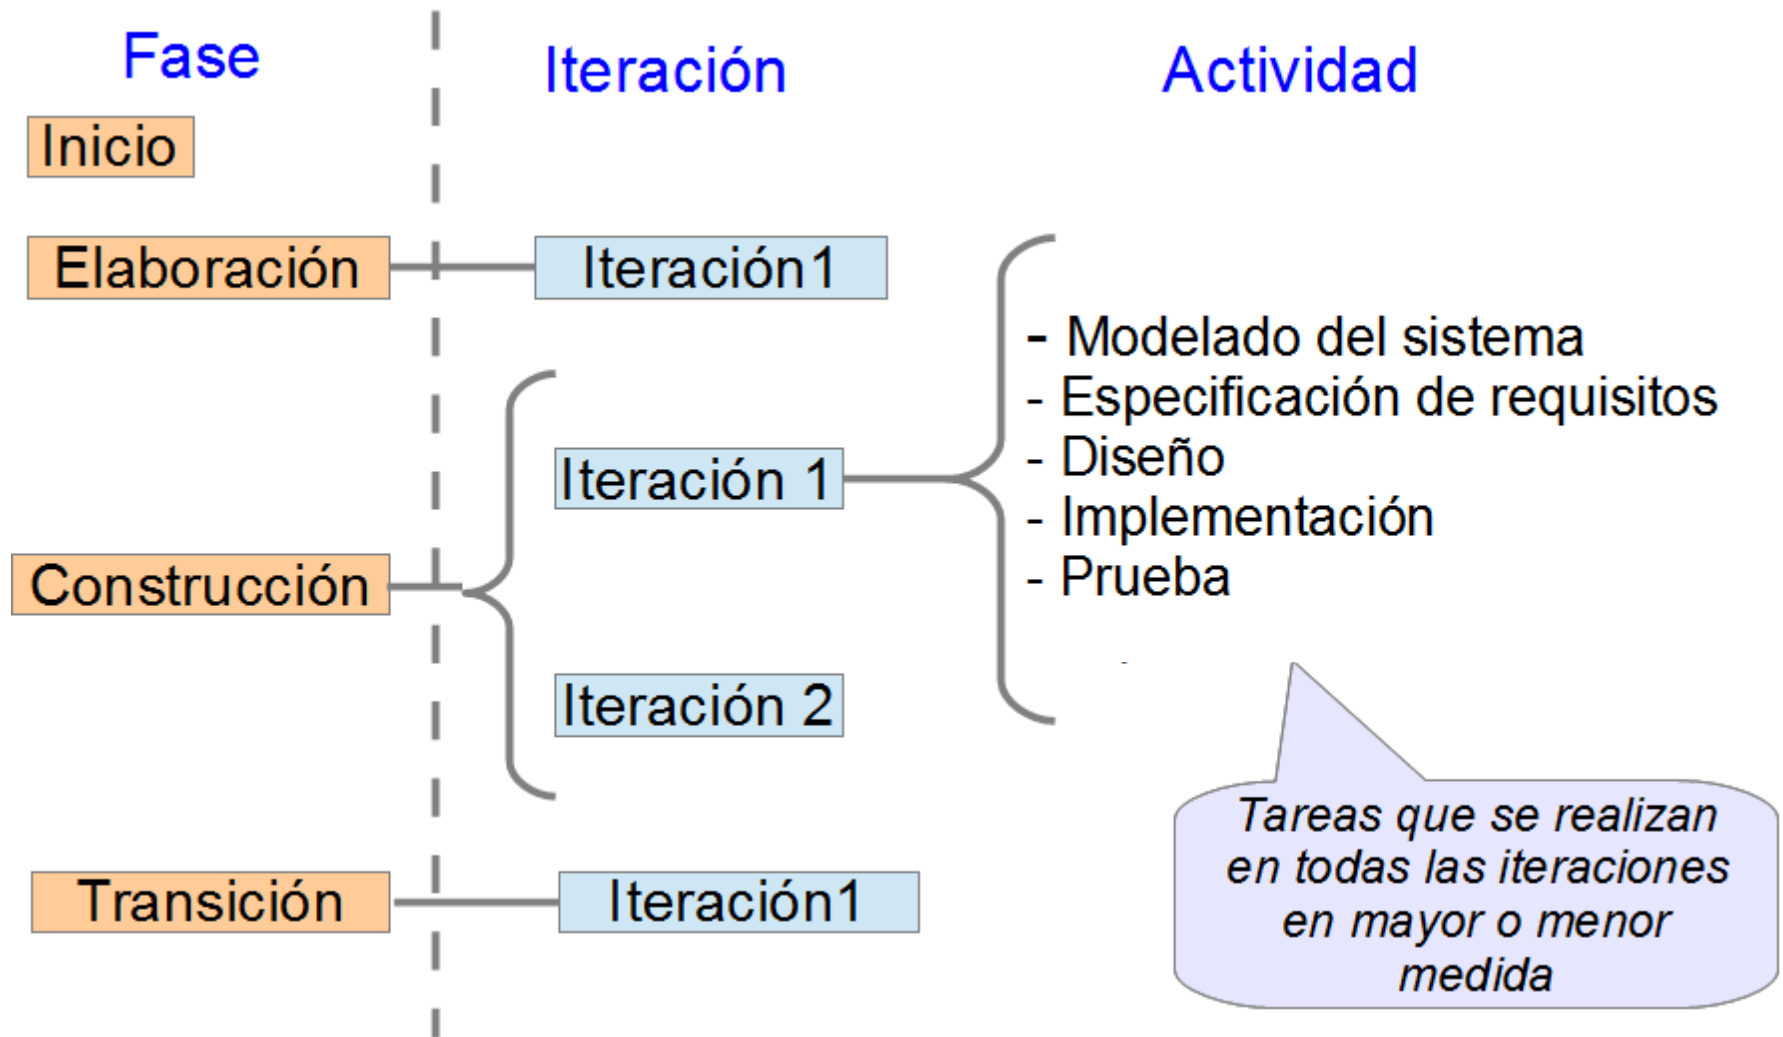 Fase
Iteración
Actividad
Inicio
Elaboración
Iteración1
- Modelado del sistema
- Especificación de requisitos
- Diseño
- Implementación
- Prueba
Iteración 1
Construcción
Iteración 2
Transición
Iteración1
Tareas que se realizan
en todas las iteraciones
en mayor o menor
medida